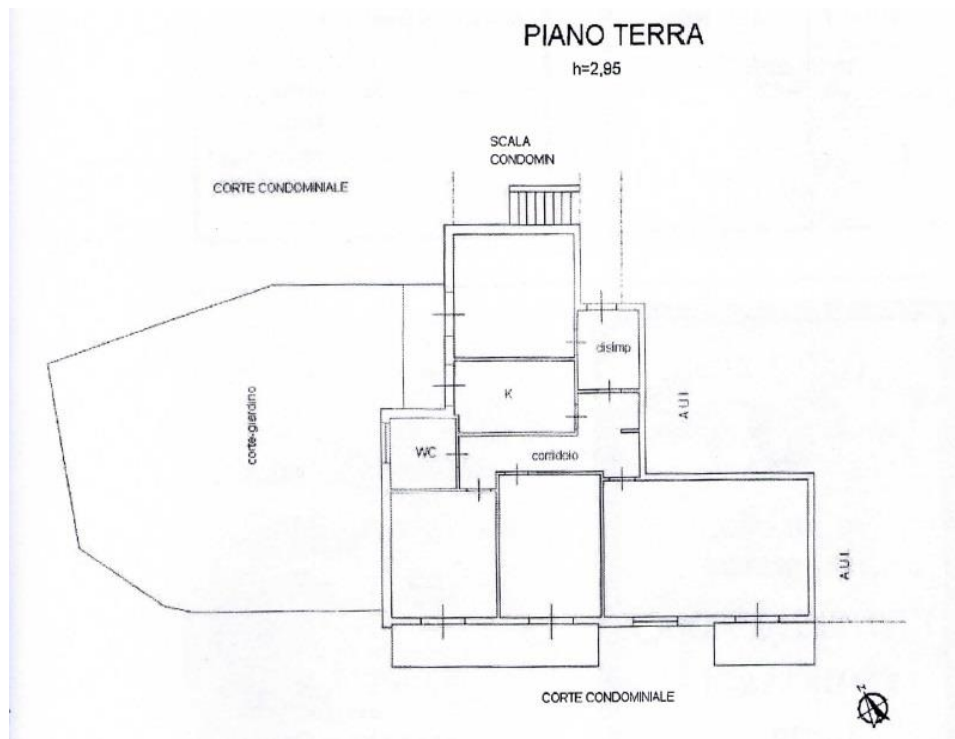 PIANO TERRA
h=2,95
SCALA
CONDOMIN
CORTE CONDOMINIALE
disimp
K
corte-giardino
A.U.I.
WC
corridoio
A.U.I.
CORTE CONDOMINIALE
N